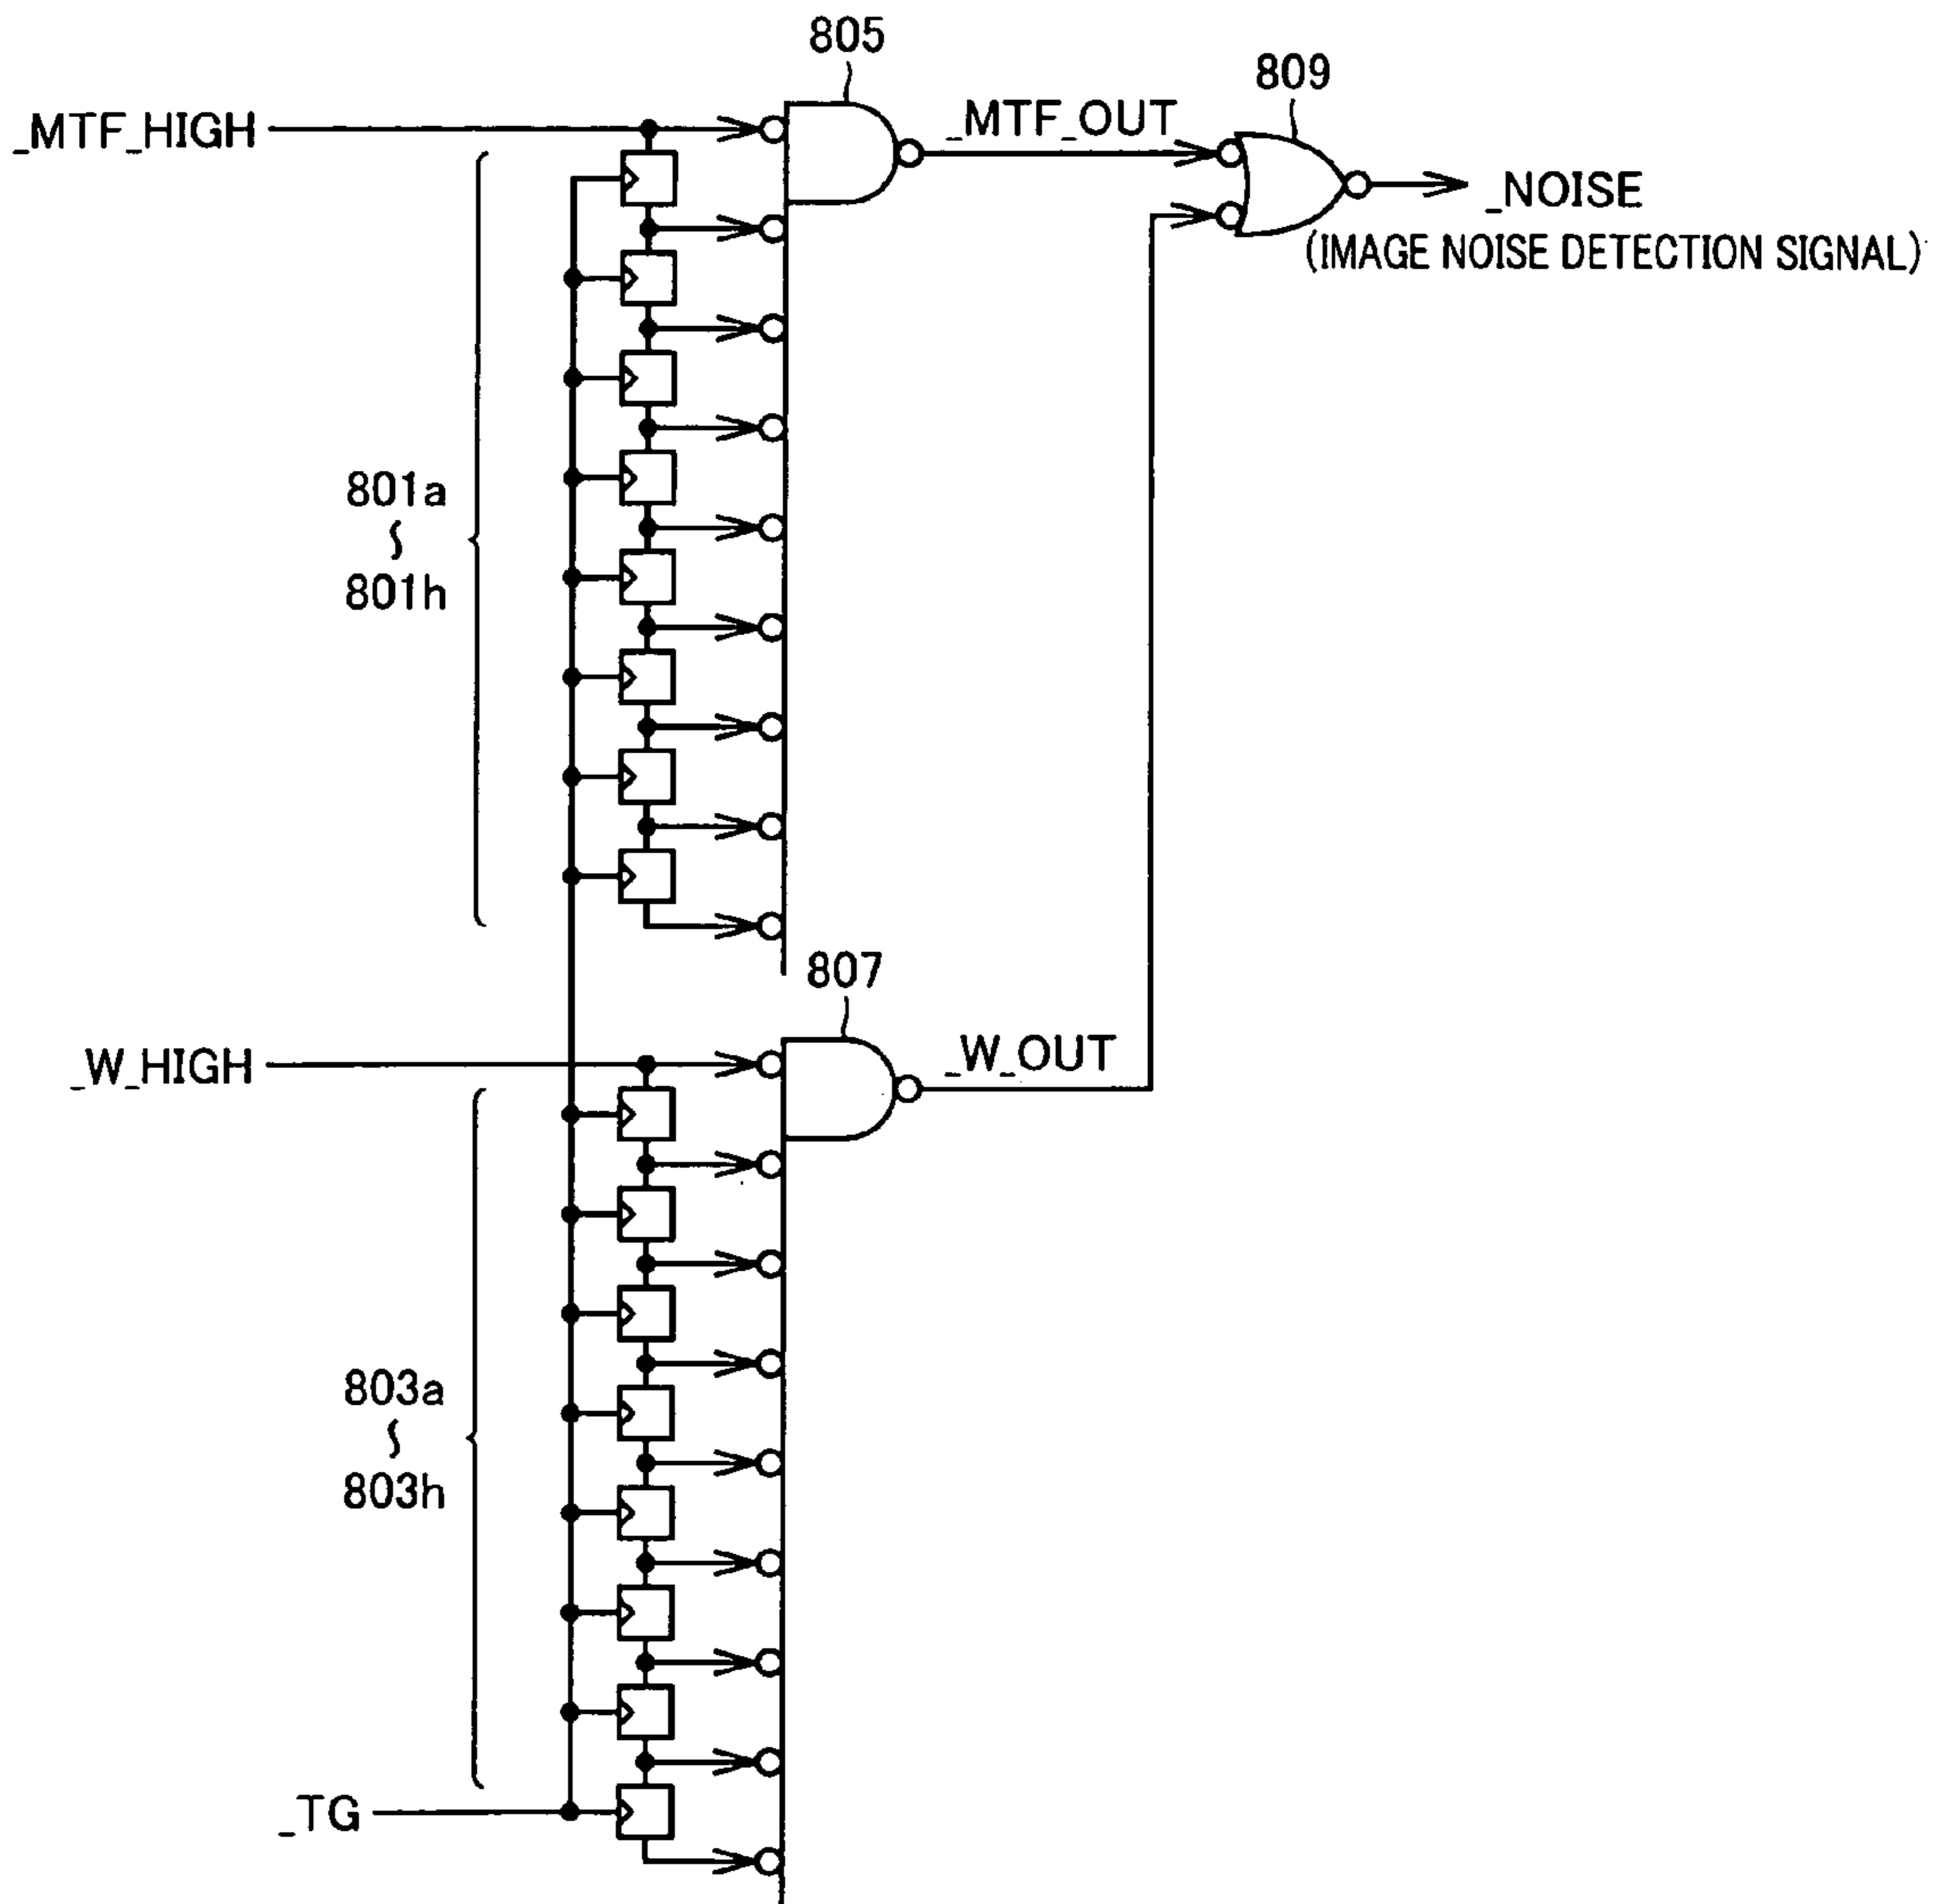 805
809
_MTF_HIGH
_MTF_OUT
_NOISE
(IMAGE NOISE DETECTION SIGNAL)
801a
801h
807
_W_HIGH
_W_OUT
803a
803h
_TG